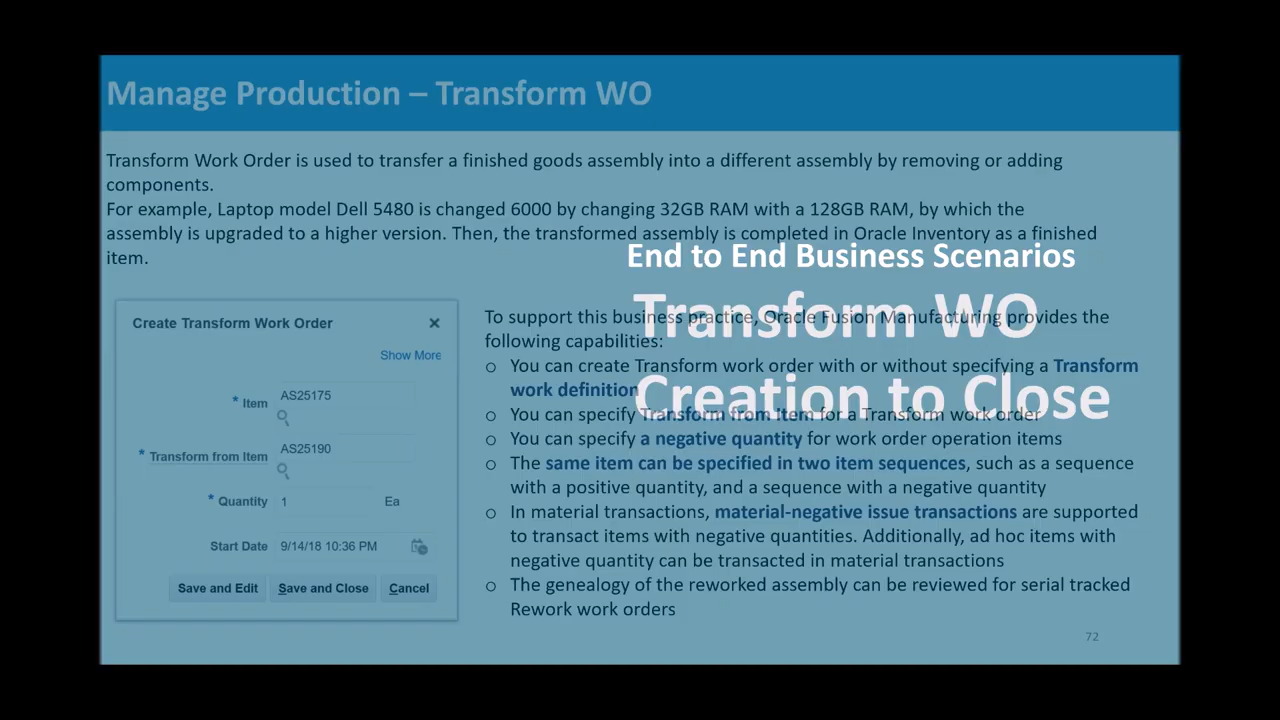 Manage Production – Transform WO
Transform Work Order is used to transfer a finished goods assembly into a different assembly by removing or adding
components.
For example, Laptop model Dell 5480 is changed 6000 by changing 32GB RAM with a 128GB RAM, by which the
assembly is upgraded to a higher version. Then, the transformed assembly is completed in Oracle Inventory as a finished
item.
End to End Business Scenarios
Transform WO
Creation to Close
Create Transform Work Order
Show More
* Item AS25175
* Transform from Item AS25190
* Quantity 1 Ea
Start Date 9/14/18 10:36 PM
Save and Edit Save and Close Cancel
To support this business practice, Oracle Fusion Manufacturing provides the
following capabilities:
o You can create Transform work order with or without specifying a Transform
work definition
o You can specify Transform from Item for a Transform work order
o You can specify a negative quantity for work order operation items
o The same item can be specified in two item sequences, such as a sequence
with a positive quantity, and a sequence with a negative quantity
o In material transactions, material-negative issue transactions are supported
to transact items with negative quantities. Additionally, ad hoc items with
negative quantity can be transacted in material transactions
o The genealogy of the reworked assembly can be reviewed for serial tracked
Rework work orders
72